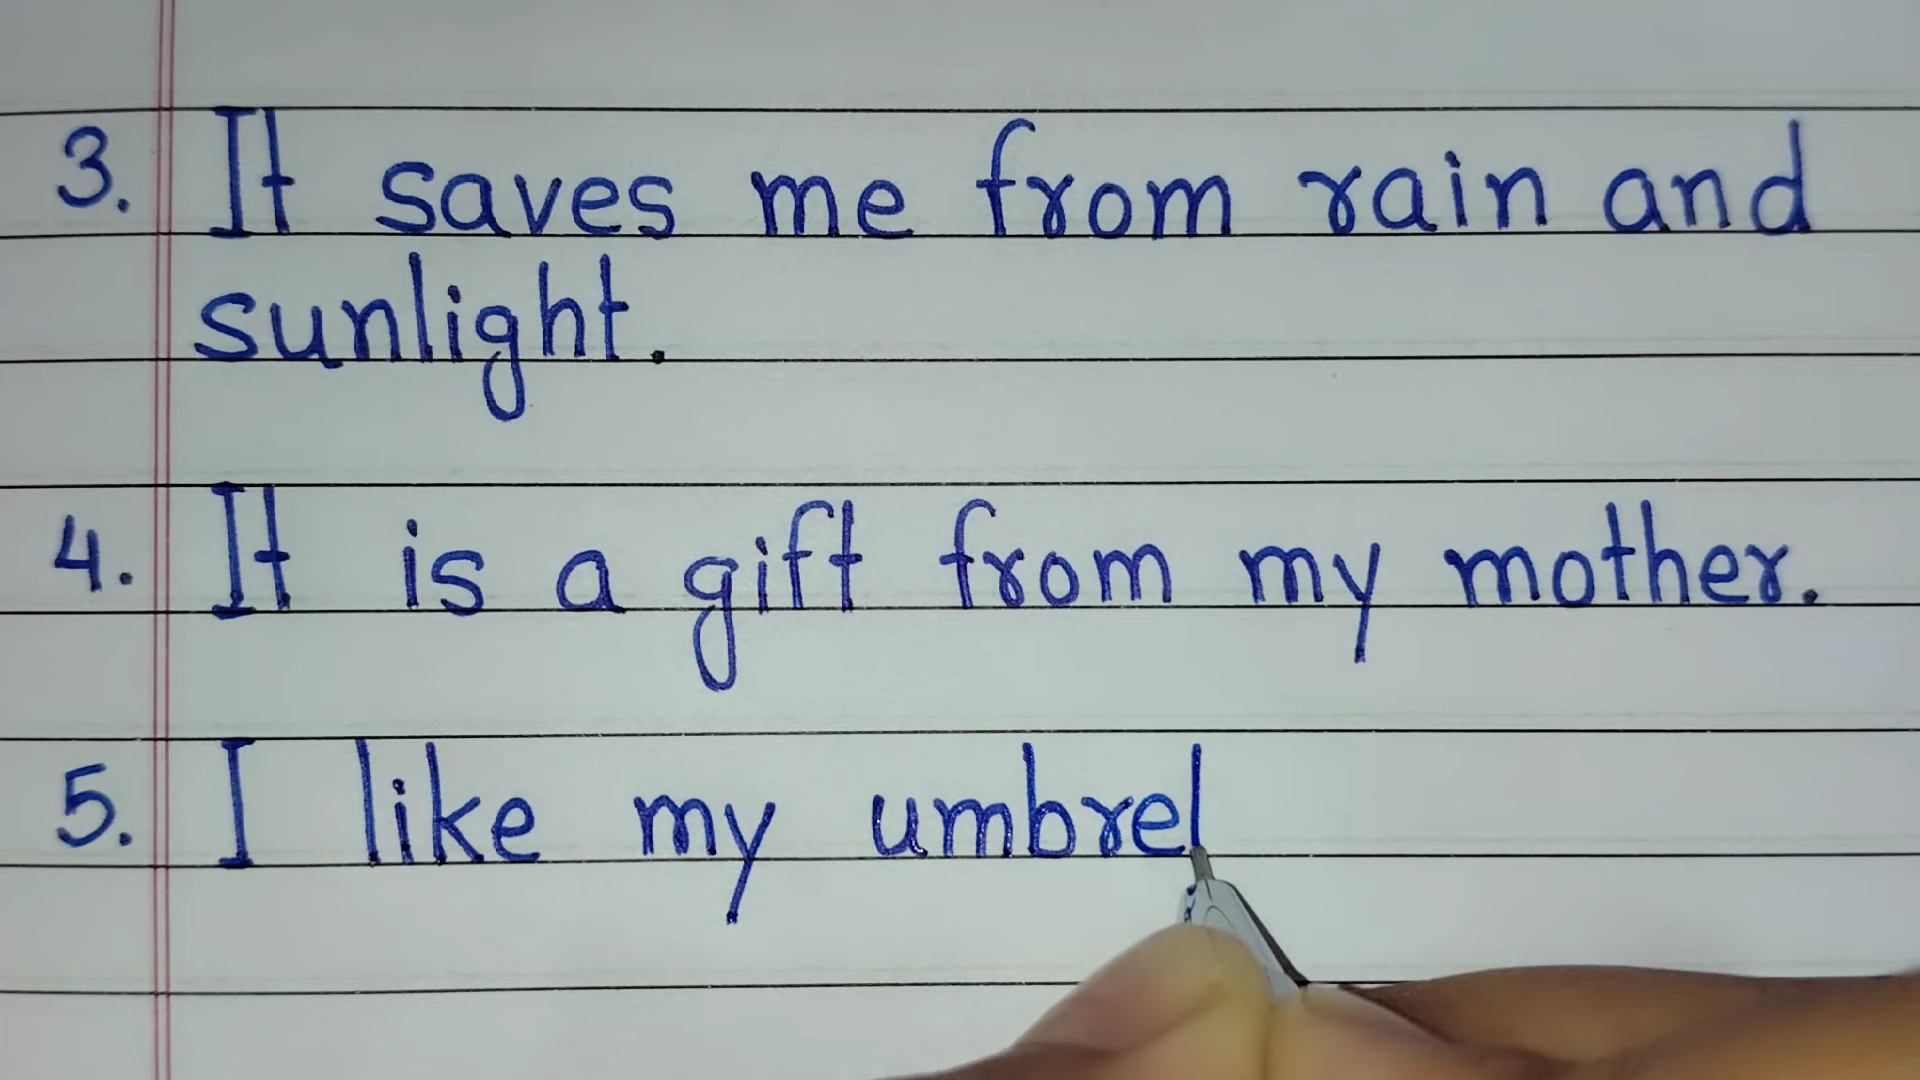 3. It saves me from rain and
sunlight.
4. It is a gift from my mother.
5. I like my umbrel